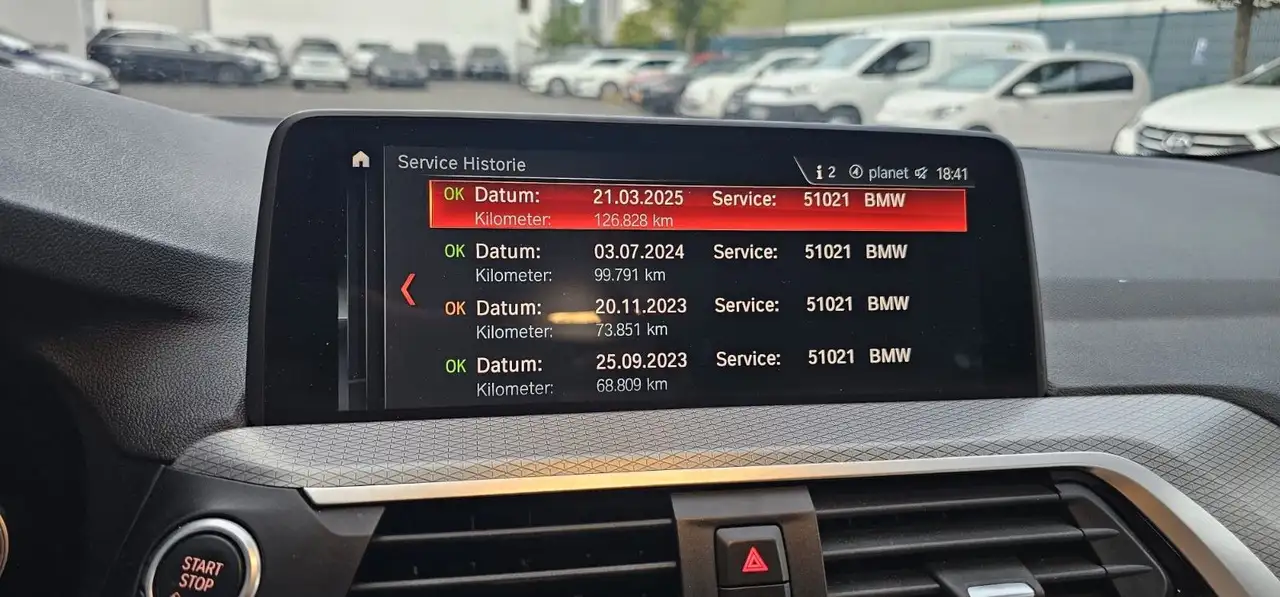 Service Historie
2 planet 18:41
OK Datum: 21.03.2025 Service: 51021 BMW
Kilometer: 126.828 km
OK Datum: 03.07.2024 Service: 51021 BMW
Kilometer: 99.791 km
OK Datum: 20.11.2023 Service: 51021 BMW
Kilometer: 73.851 km
OK Datum: 25.09.2023 Service: 51021 BMW
Kilometer: 68.809 km
START
STOP